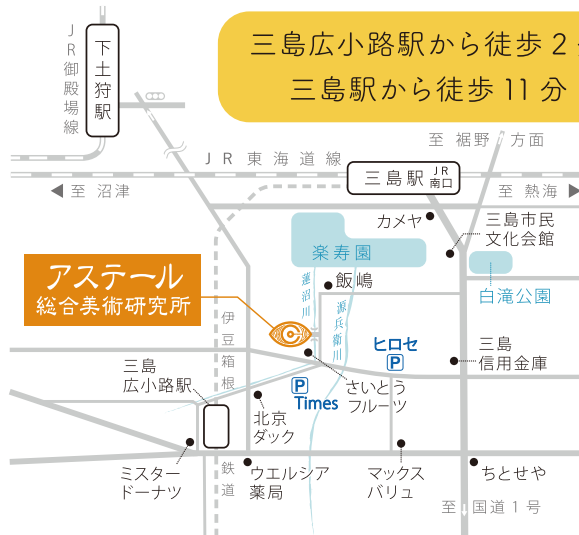 三島広小路駅から徒歩 2
三島駅から徒歩 11 分
JR御殿場線
下土狩駅
至 裾野 方面
JR 東海道線
三島駅 JR南口
至 沼津
至 熱海
カメヤ
三島市民
文化会館
楽寿園
白滝公園
アステール
総合美術研究所
蓮沼川
飯嶋
源兵衛川
伊豆箱根
鉄道
ヒロセ
P
三島
信用金庫
三島
広小路駅
P
Times
さいとう
フルーツ
北京
ダック
ミスター
ドーナツ
ウエルシア
薬局
マックス
バリュ
ちとせや
至 国道 1 号